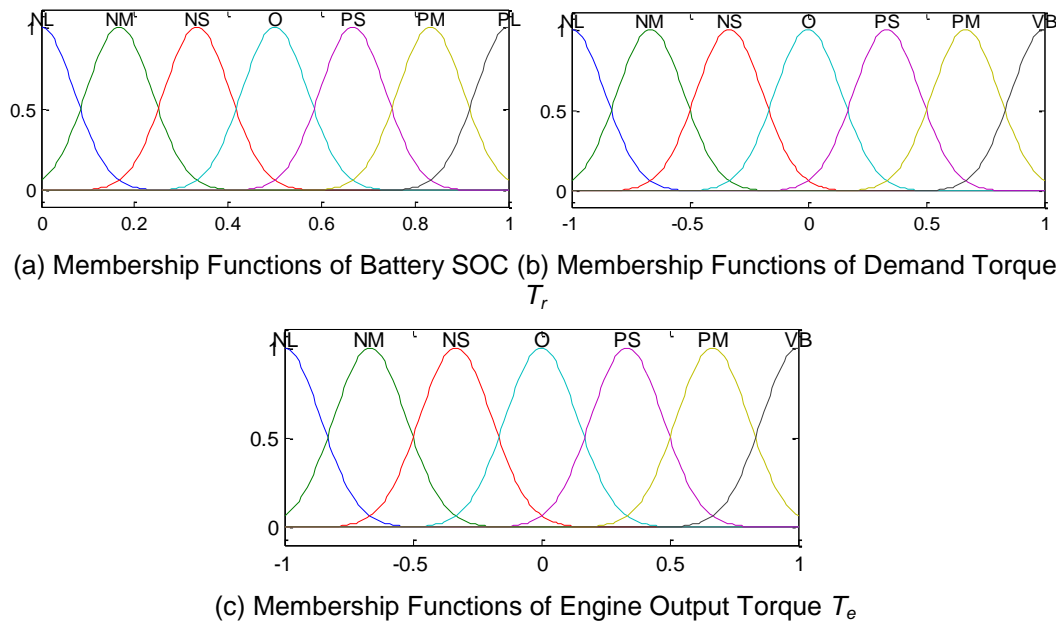 NL NM NS O PS PM PL
1
0.5
0
0 0.2 0.4 0.6 0.8 1
NL NM NS O PS PM VB
1
0.5
0
-1 -0.5 0 0.5 1
(a) Membership Functions of Battery SOC (b) Membership Functions of Demand Torque
Tr
NL NM NS O PS PM VB
1
0.5
0
-1 -0.5 0 0.5 1
(c) Membership Functions of Engine Output Torque Te